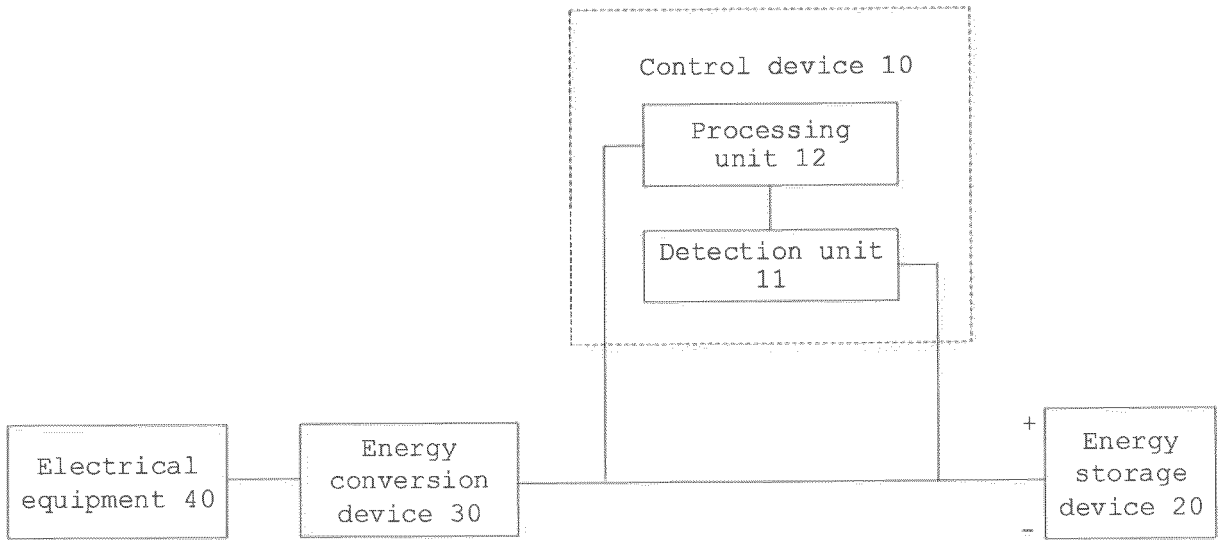 Control device 10
Processing
unit 12
Detection unit
11
Electrical
equipment 40
Energy
conversion
device 30
+
Energy
storage
device 20
-